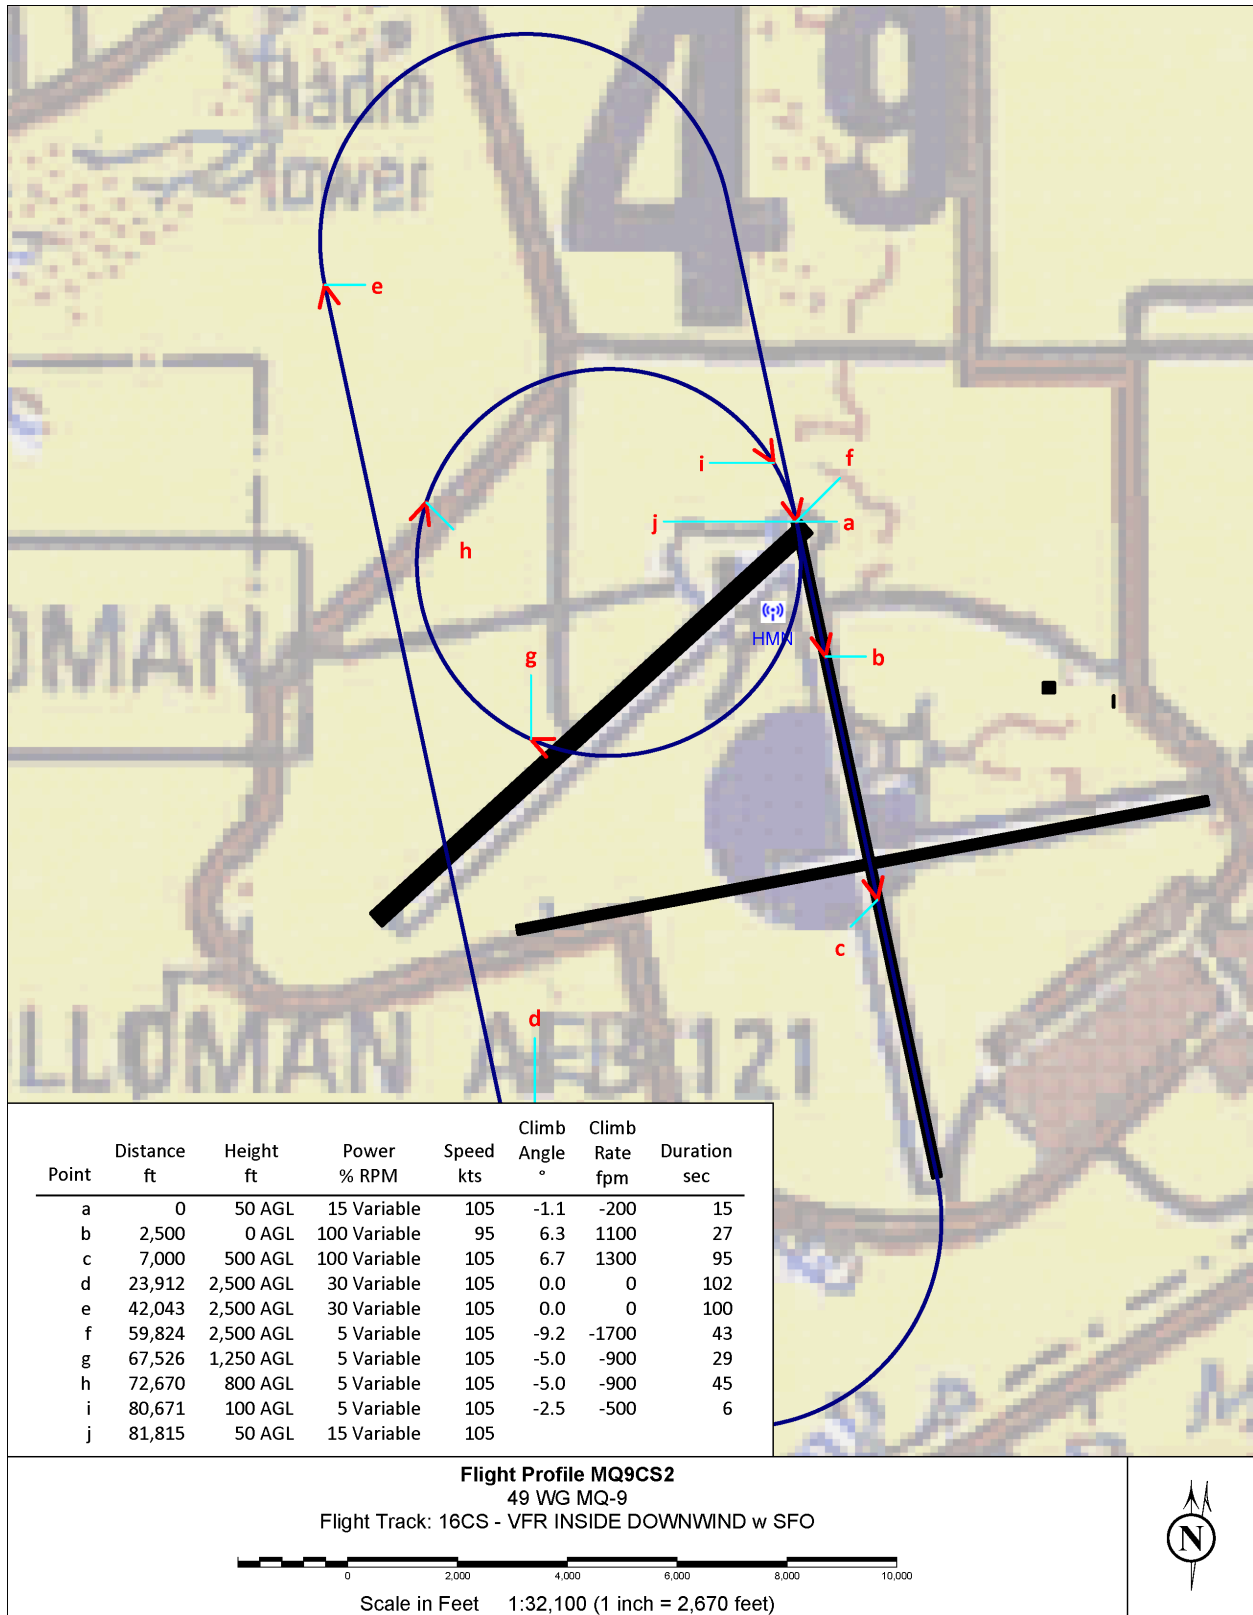 49
Radio
Tower
e
i
f
j
a
h
HMN
g
b
OMAN
c
d
LLOMAN AFB 121
Point Distance ft Height ft Power % RPM Speed kts Climb Angle ° Climb Rate fpm Duration sec
a 0 50 AGL 15 Variable 105 -1.1 -200 15
b 2,500 0 AGL 100 Variable 95 6.3 1100 27
c 7,000 500 AGL 100 Variable 105 6.7 1300 95
d 23,912 2,500 AGL 30 Variable 105 0.0 0 102
e 42,043 2,500 AGL 30 Variable 105 0.0 0 100
f 59,824 2,500 AGL 5 Variable 105 -9.2 -1700 43
g 67,526 1,250 AGL 5 Variable 105 -5.0 -900 29
h 72,670 800 AGL 5 Variable 105 -5.0 -900 45
i 80,671 100 AGL 5 Variable 105 -2.5 -500 6
j 81,815 50 AGL 15 Variable 105
Flight Profile MQ9CS2
49 WG MQ-9
Flight Track: 16CS - VFR INSIDE DOWNWIND w SFO
0 2,000 4,000 6,000 8,000 10,000
Scale in Feet 1:32,100 (1 inch = 2,670 feet)
N